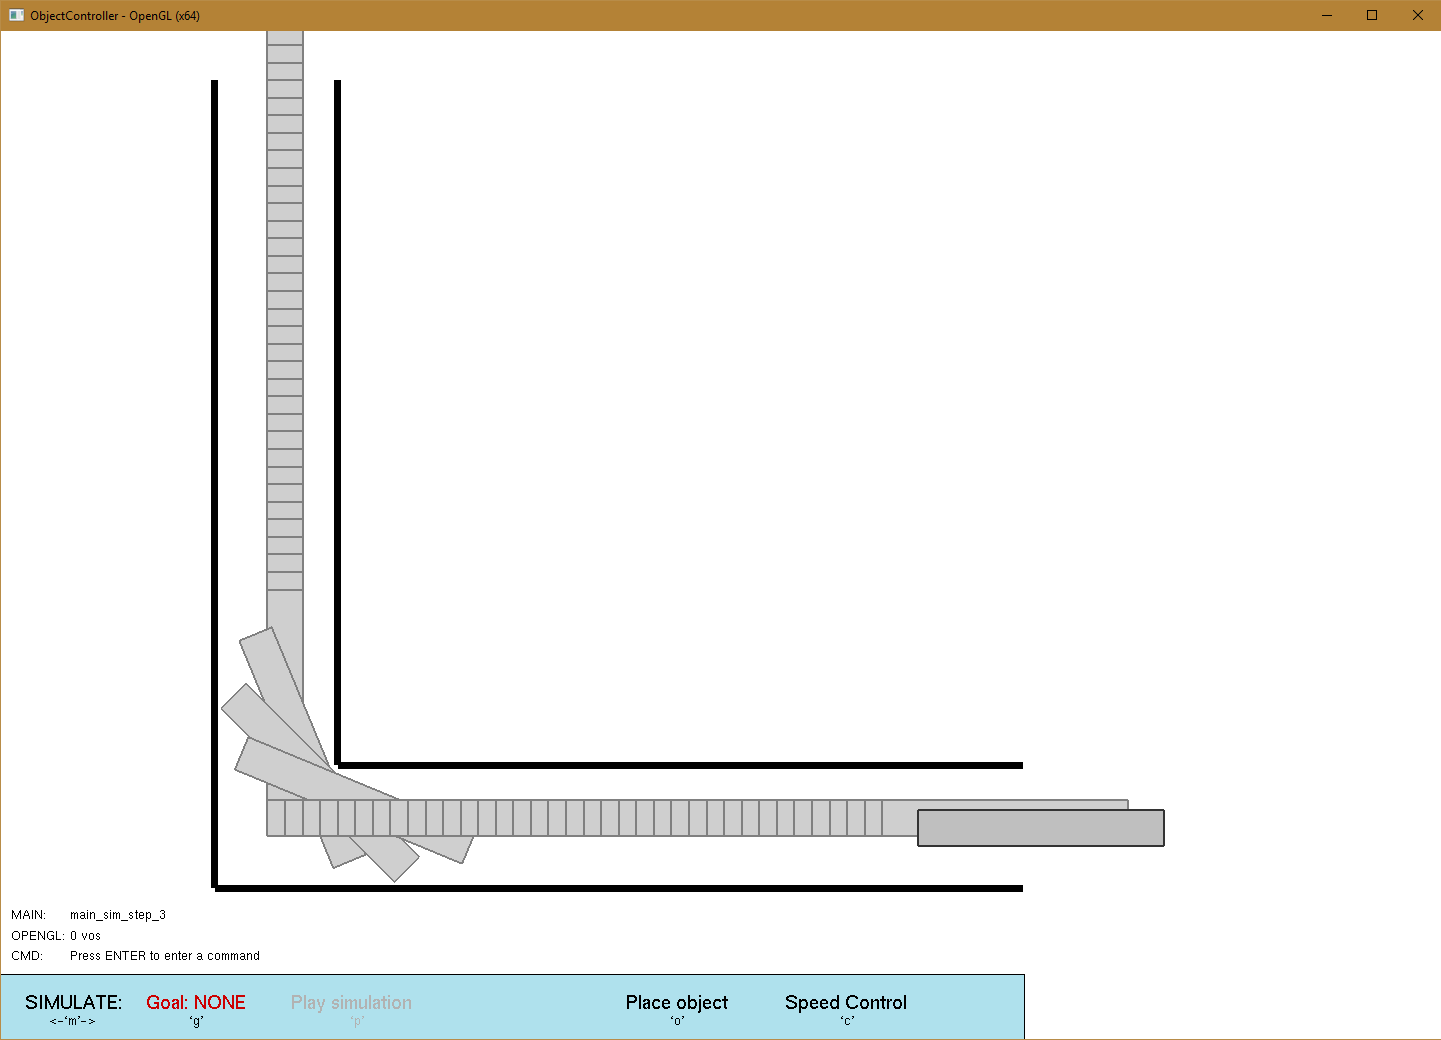 ObjectController - OpenGL (x64)
MAIN: main_sim_step_3
OPENGL: 0 vos
CMD: Press ENTER to enter a command
SIMULATE: Goal: NONE Play simulation Place object Speed Control
<-‘m’-> ‘g’ ‘p’ ‘o’ ‘c’